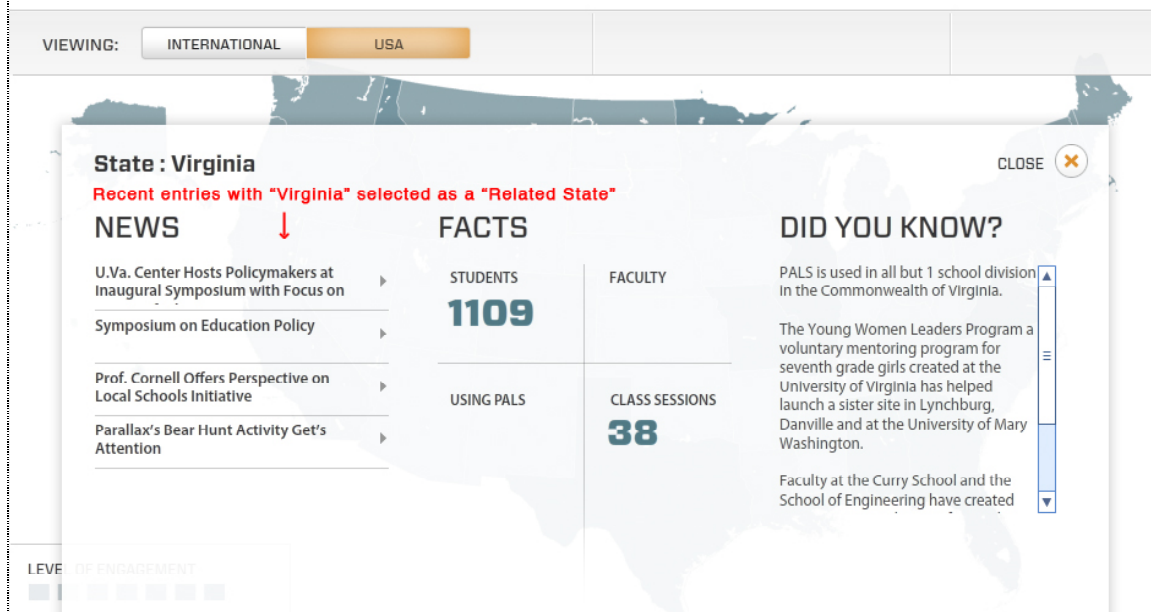 VIEWING:
INTERNATIONAL
USA
State : Virginia
CLOSE
Recent entries with "Virginia" selected as a "Related State"
NEWS
U.Va. Center Hosts Policymakers at
Inaugural Symposium with Focus on
Symposium on Education Policy
Prof. Cornell Offers Perspective on
Local Schools Initiative
Parallax's Bear Hunt Activity Get's
Attention
FACTS
STUDENTS
1109
FACULTY
USING PALS
CLASS SESSIONS
38
DID YOU KNOW?
PALS is used in all but 1 school division
in the Commonwealth of Virginia.
The Young Women Leaders Program a
voluntary mentoring program for
seventh grade girls created at the
University of Virginia has helped
launch a sister site in Lynchburg,
Danville and at the University of Mary
Washington.
Faculty at the Curry School and the
School of Engineering have created
LEVEL OF ENGAGEMENT